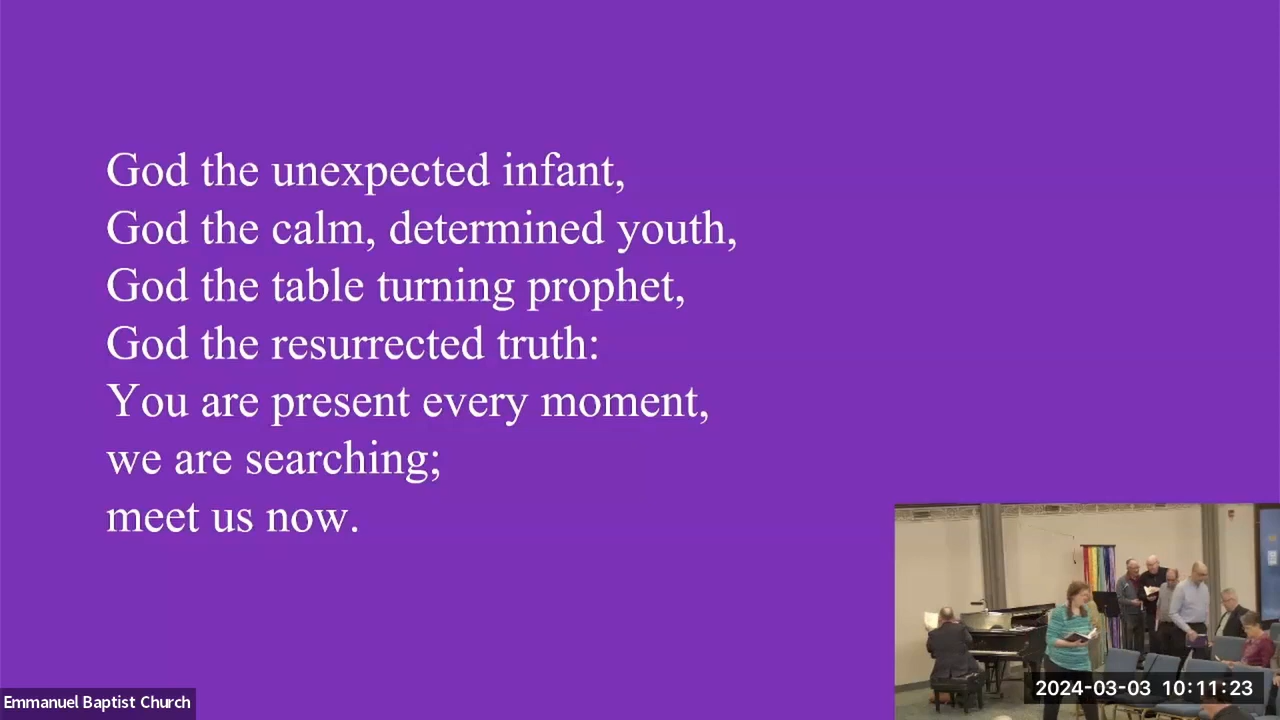 God the unexpected infant,
God the calm, determined youth,
God the table turning prophet,
God the resurrected truth:
You are present every moment,
we are searching;
meet us now.
Emmanuel Baptist Church
2024-03-03 10:11:23